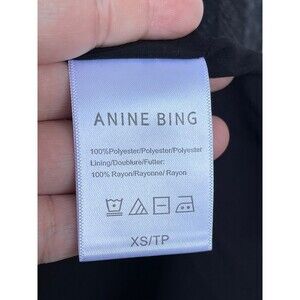 ANINE BING
100%Polyester/Polyester/Polyester
Lining/Doublure/Futter:
100% Rayon/Rayonne/ Rayon
XS/TP